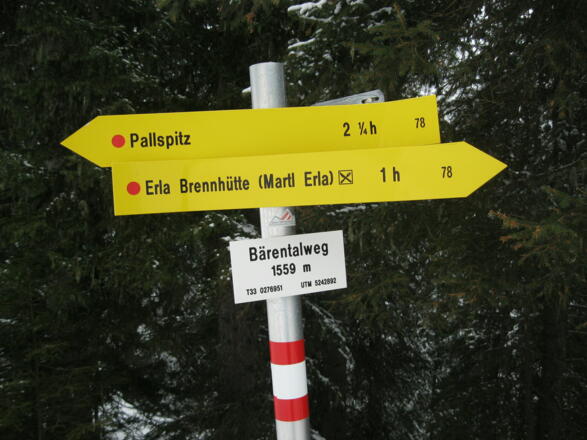 Pallspitz 2 ¼ h 78
Erla Brennhütte (Martl Erla) 1 h 78
Bärentalweg
1559 m
T33 0276951 UTM 5242892